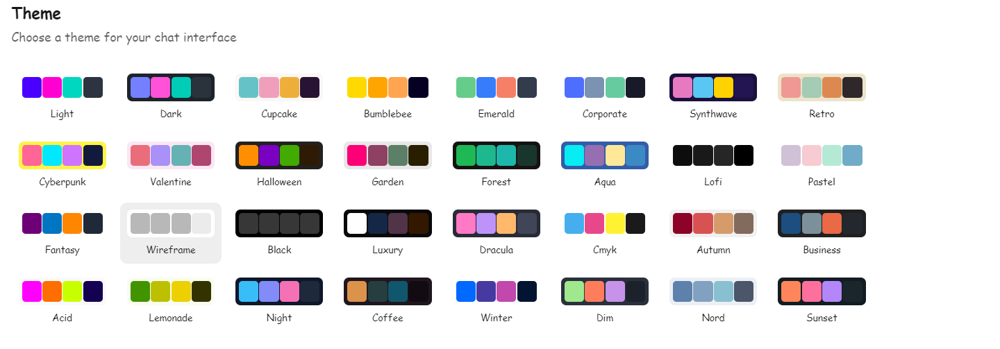 Theme
Choose a theme for your chat interface
Light Dark Cupcake Bumblebee Emerald Corporate Synthwave Retro
Cyberpunk Valentine Halloween Garden Forest Aqua Lofi Pastel
Fantasy Wireframe Black Luxury Dracula Cmyk Autumn Business
Acid Lemonade Night Coffee Winter Dim Nord Sunset